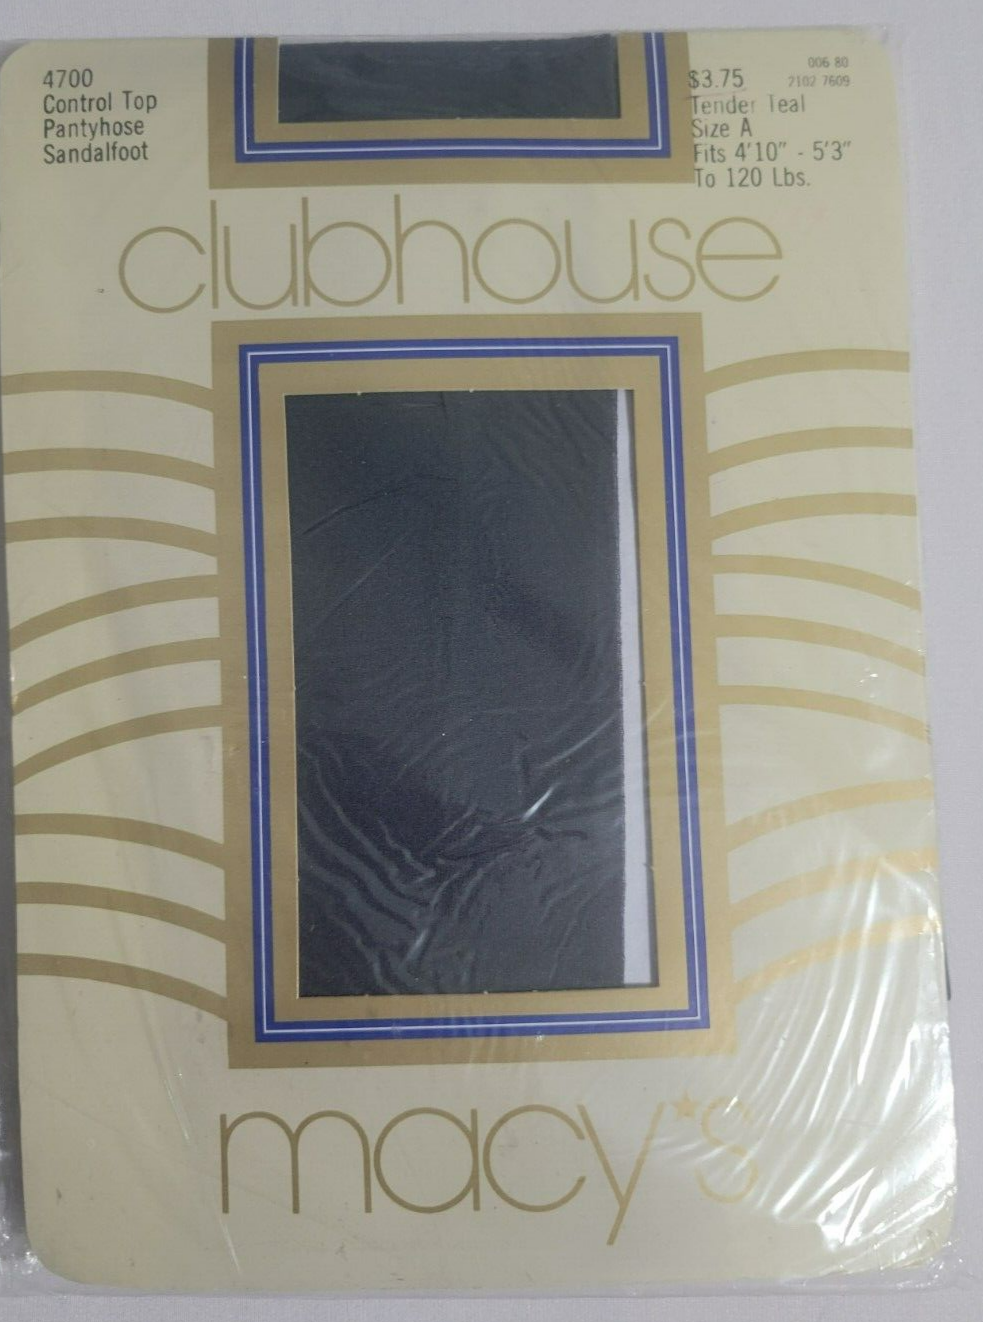 4700
Control Top
Pantyhose
Sandalfoot
006 80
2102 7609
$3.75
Tender Teal
Size A
Fits 4'10" - 5'3"
To 120 Lbs.
clubhouse
macy★s